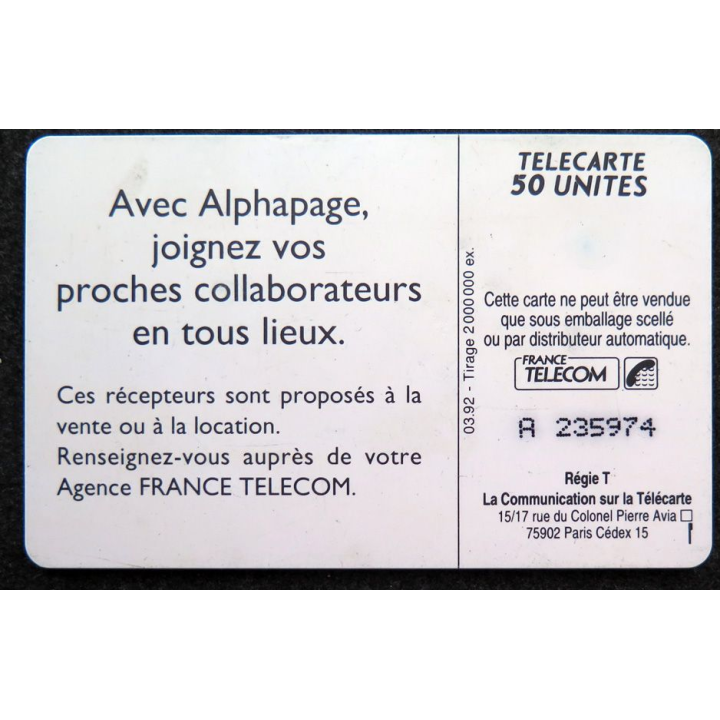 Avec Alphapage,
joignez vos
proches collaborateurs
en tous lieux.
Ces récepteurs sont proposés à la
vente ou à la location.
Renseignez-vous auprès de votre
Agence FRANCE TELECOM.
03.92 - Tirage 2 000 000 ex.
TELECARTE
50 UNITES
Cette carte ne peut être vendue
que sous emballage scellé
ou par distributeur automatique.
FRANCE
TELECOM
A 235974
Régie T
La Communication sur la Télécarte
15/17 rue du Colonel Pierre Avia
75902 Paris Cédex 15